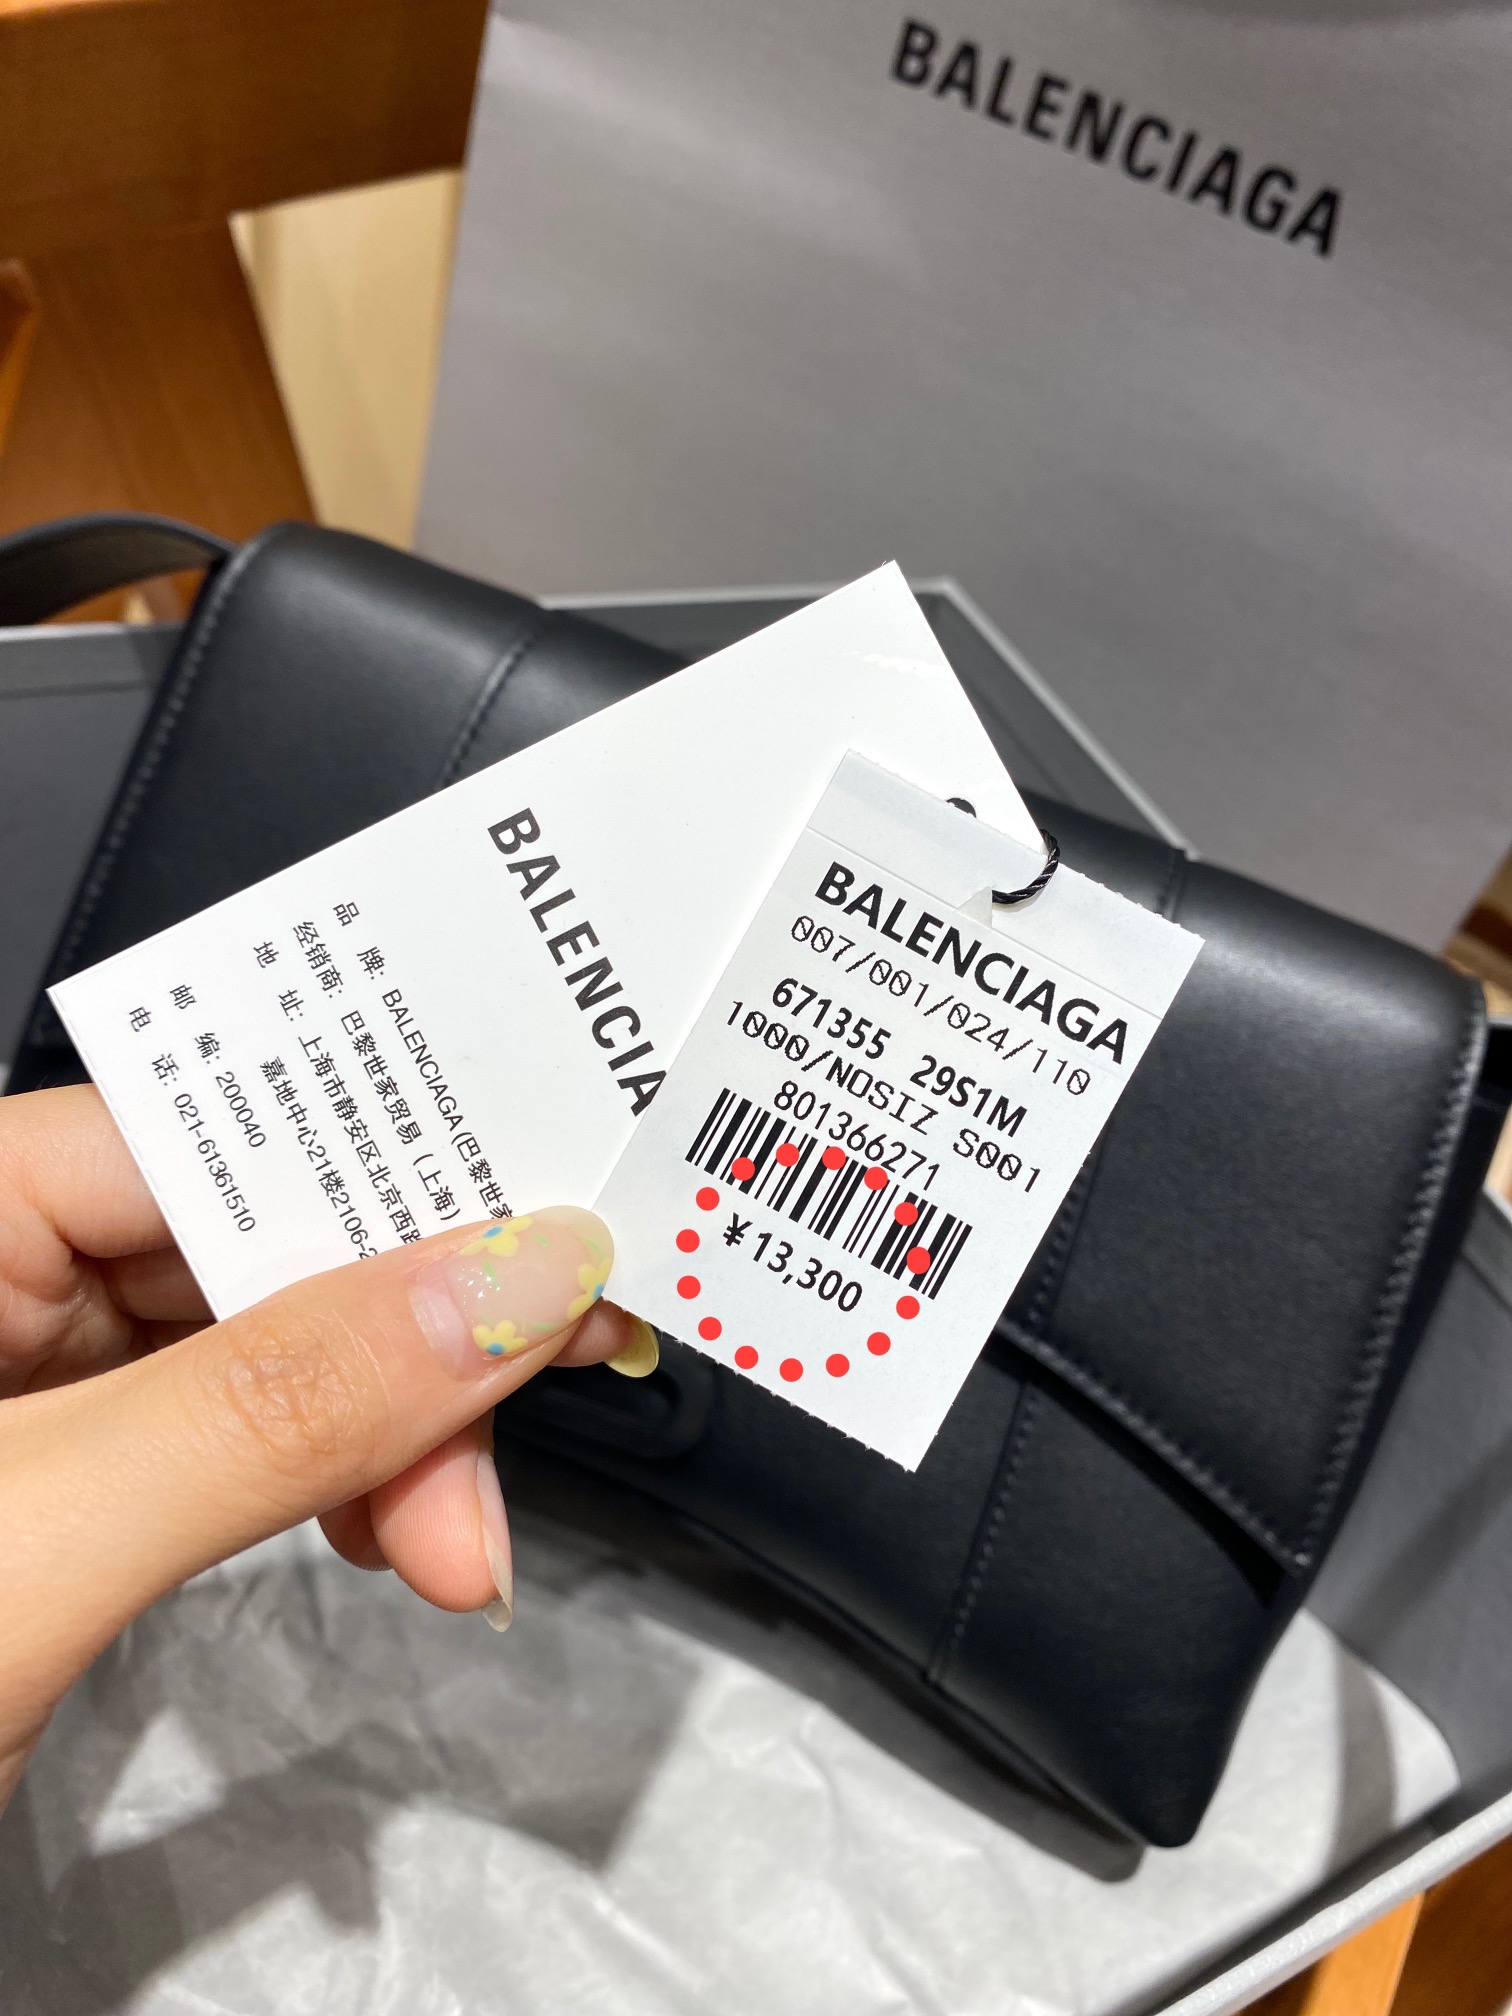 BALENCIAGA
BALENCIA
品 牌: BALENCIAGA (巴黎世家
经销商: 巴黎世家贸易 (上海)
地 址: 上海市静安区北京西路
嘉地中心21楼2106-2
邮 编: 200040
电 话: 021-61361510
BALENCIAGA
007/001/024/110
671355 29S1M
1000/NOSIZ S001
801366271
¥13,300